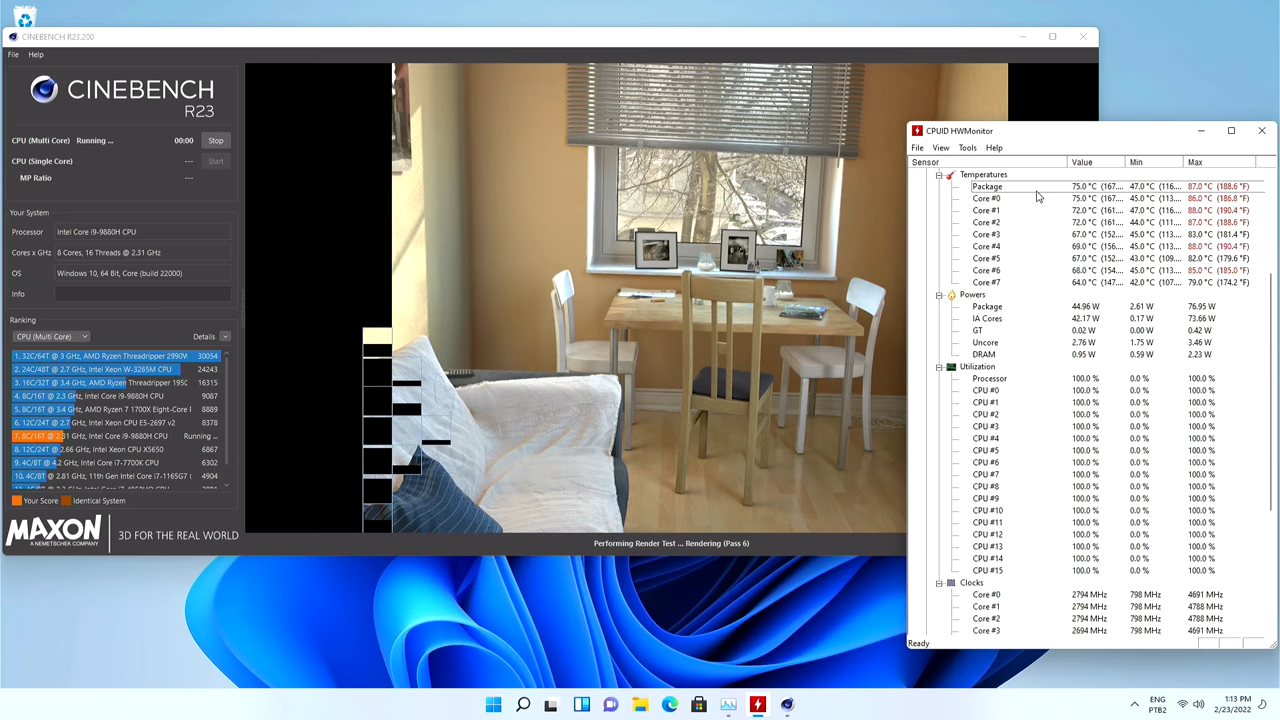 CINEBENCH R23.200
File Help
CINEBENCH
R23
CPU (Multi Core) Running ... 00:00 Stop
CPU (Single Core) --- Start
MP Ratio ---
Your System
Processor Intel Core i9-9880H CPU
Cores x GHz 8 Cores, 16 Threads @ 2.31 GHz
OS Windows 10, 64 Bit, Core (build 22000)
Info
Ranking
CPU (Multi Core) Details
1. 32C/64T @ 3 GHz, AMD Ryzen Threadripper 2990W 30054
2. 24C/48T @ 2.7 GHz, Intel Xeon W-3265M CPU 24243
3. 16C/32T @ 3.4 GHz, AMD Ryzen Threadripper 195 16315
4. 8C/16T @ 2.3 GHz, Intel Core i9-9880H CPU 9087
5. 8C/16T @ 3.4 GHz, AMD Ryzen 7 1700X Eight-Core 8889
6. 12C/24T @ 2.7 GHz, Intel Xeon CPU E5-2697 v2 8378
7. 8C/16T @ 2.31 GHz, Intel Core i9-9880H CPU Running ...
8. 12C/24T @ 2.66 GHz, Intel Xeon CPU X5650 6867
9. 4C/8T @ 4.2 GHz, Intel Core i7-7700K CPU 6302
10. 4C/8T @ 2.81 GHz, 11th Gen Intel Core i7-1165G7 4904
Your Score Identical System
MAXON
A NEMETSCHEK COMPANY
3D FOR THE REAL WORLD
Performing Render Test ... Rendering (Pass 6)
CPUID HWMonitor
File View Tools Help
Sensor Value Min Max
Temperatures
Package 75.0 °C (167.... 47.0 °C (116.... 87.0 °C (188.6 °F)
Core #0 75.0 °C (167.... 45.0 °C (113.... 86.0 °C (186.8 °F)
Core #1 72.0 °C (161.... 45.0 °C (113.... 88.0 °C (190.4 °F)
Core #2 72.0 °C (161.... 44.0 °C (111.... 87.0 °C (188.6 °F)
Core #3 67.0 °C (152.... 45.0 °C (113.... 83.0 °C (181.4 °F)
Core #4 69.0 °C (156.... 45.0 °C (113.... 88.0 °C (190.4 °F)
Core #5 67.0 °C (152.... 43.0 °C (109.... 82.0 °C (179.6 °F)
Core #6 68.0 °C (154.... 45.0 °C (113.... 85.0 °C (185.0 °F)
Core #7 64.0 °C (147.... 42.0 °C (107.... 79.0 °C (174.2 °F)
Powers
Package 44.96 W 2.61 W 76.95 W
IA Cores 42.17 W 0.17 W 73.66 W
GT 0.02 W 0.00 W 0.42 W
Uncore 2.76 W 1.75 W 3.46 W
DRAM 0.95 W 0.59 W 2.23 W
Utilization
Processor 100.0 % 0.0 % 100.0 %
CPU #0 100.0 % 0.0 % 100.0 %
CPU #1 100.0 % 0.0 % 100.0 %
CPU #2 100.0 % 0.0 % 100.0 %
CPU #3 100.0 % 0.0 % 100.0 %
CPU #4 100.0 % 0.0 % 100.0 %
CPU #5 100.0 % 0.0 % 100.0 %
CPU #6 100.0 % 0.0 % 100.0 %
CPU #7 100.0 % 0.0 % 100.0 %
CPU #8 100.0 % 0.0 % 100.0 %
CPU #9 100.0 % 0.0 % 100.0 %
CPU #10 100.0 % 0.0 % 100.0 %
CPU #11 100.0 % 0.0 % 100.0 %
CPU #12 100.0 % 0.0 % 100.0 %
CPU #13 100.0 % 0.0 % 100.0 %
CPU #14 100.0 % 0.0 % 100.0 %
CPU #15 100.0 % 0.0 % 100.0 %
Clocks
Core #0 2794 MHz 798 MHz 4691 MHz
Core #1 2794 MHz 798 MHz 4788 MHz
Core #2 2794 MHz 798 MHz 4788 MHz
Core #3 2694 MHz 798 MHz 4691 MHz
Ready
ENG
PTB2
1:13 PM
2/23/2022